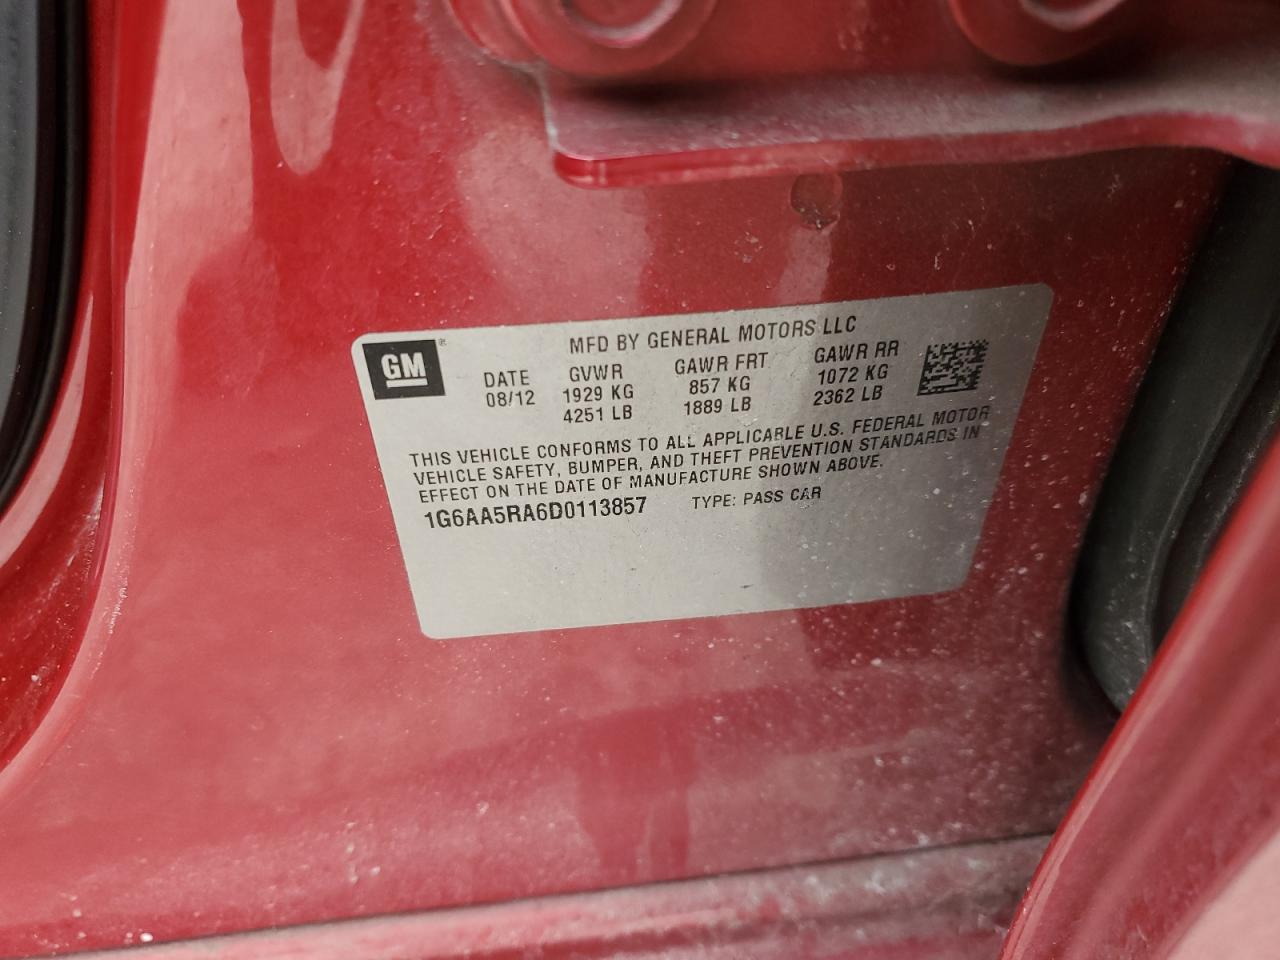 GM®
MFD BY GENERAL MOTORS LLC
DATE GVWR GAWR FRT GAWR RR
08/12 1929 KG 857 KG 1072 KG
4251 LB 1889 LB 2362 LB
THIS VEHICLE CONFORMS TO ALL APPLICABLE U.S. FEDERAL MOTOR
VEHICLE SAFETY, BUMPER, AND THEFT PREVENTION STANDARDS IN
EFFECT ON THE DATE OF MANUFACTURE SHOWN ABOVE.
1G6AA5RA6D0113857 TYPE: PASS CAR